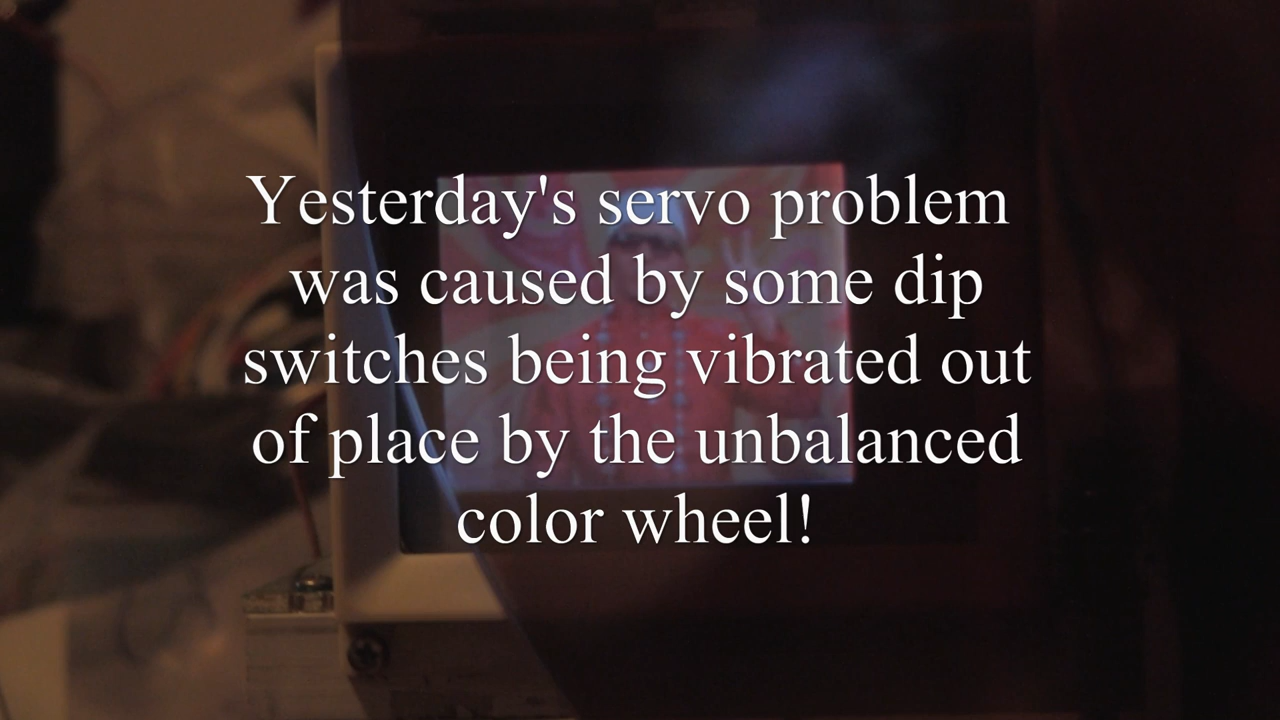 Yesterday's servo problem
was caused by some dip
switches being vibrated out
of place by the unbalanced
color wheel!